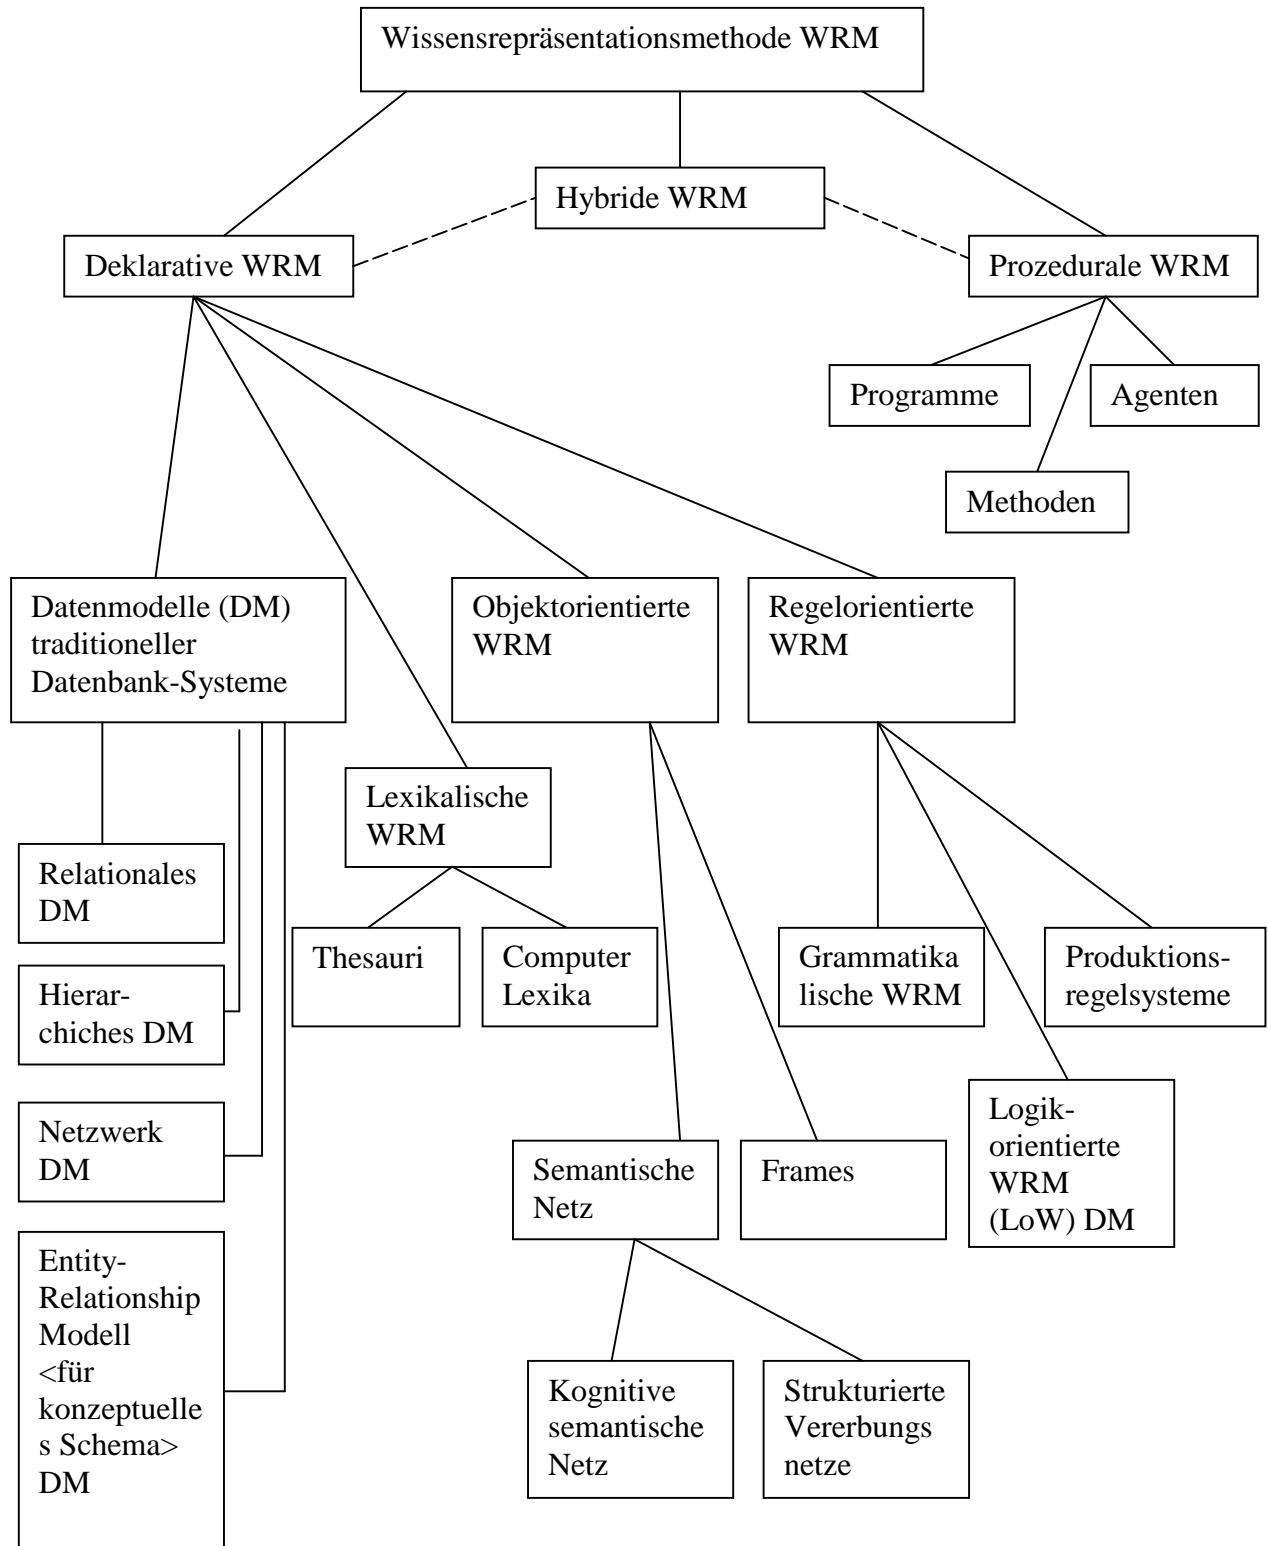 Wissensrepräsentationsmethode WRM
Hybride WRM
Deklarative WRM
Prozedurale WRM
Programme
Agenten
Methoden
Datenmodelle (DM)
traditioneller
Datenbank-Systeme
Objektorientierte
WRM
Regelorientierte
WRM
Lexikalische
WRM
Relationales
DM
Thesauri
Computer
Lexika
Grammatika
lische WRM
Produktions-
regelsysteme
Hierar-
chiches DM
Netzwerk
DM
Semantische
Netz
Frames
Logik-
orientierte
WRM
(LoW) DM
Entity-
Relationship
Modell
<für
konzeptuelle
s Schema>
DM
Kognitive
semantische
Netz
Strukturierte
Vererbungs
netze